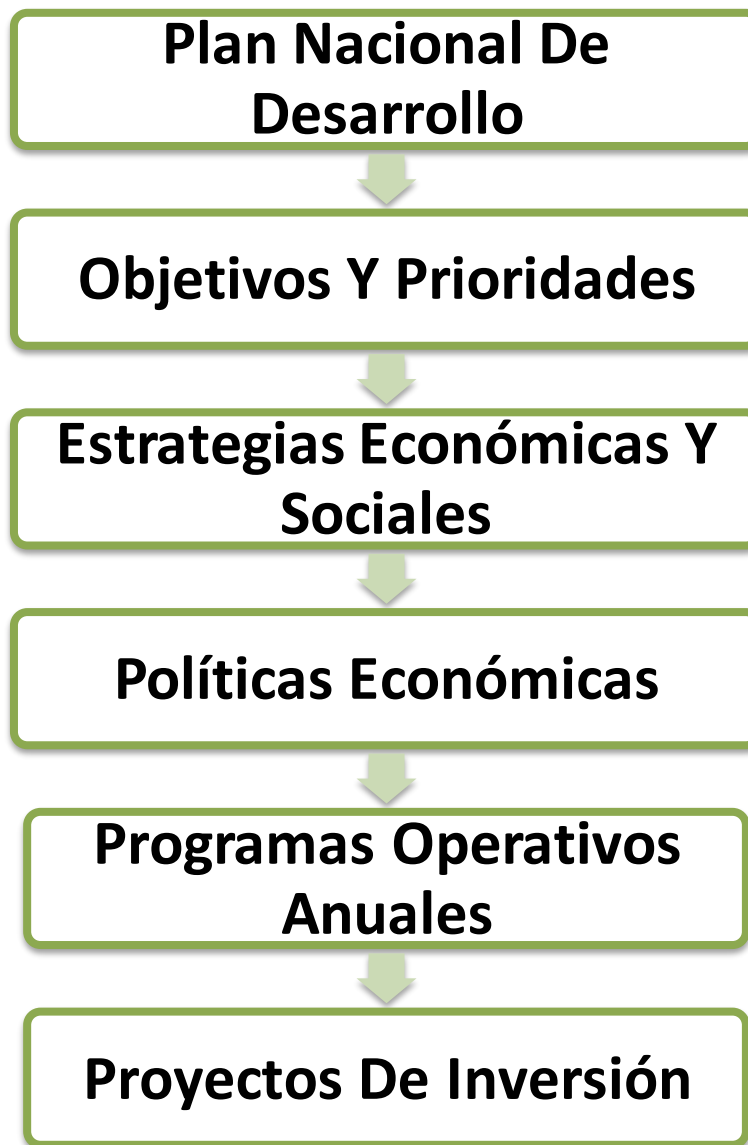 Plan Nacional De
Desarrollo
Objetivos Y Prioridades
Estrategias Económicas Y
Sociales
Políticas Económicas
Programas Operativos
Anuales
Proyectos De Inversión